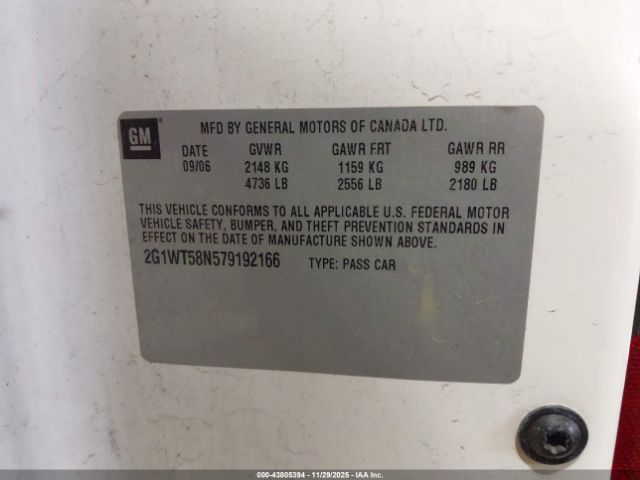 GM
MFD BY GENERAL MOTORS OF CANADA LTD.
DATE GVWR GAWR FRT GAWR RR
09/06 2148 KG 1159 KG 989 KG
4736 LB 2556 LB 2180 LB
THIS VEHICLE CONFORMS TO ALL APPLICABLE U.S. FEDERAL MOTOR
VEHICLE SAFETY, BUMPER, AND THEFT PREVENTION STANDARDS IN
EFFECT ON THE DATE OF MANUFACTURE SHOWN ABOVE.
2G1WT58N579192166 TYPE: PASS CAR
000-43805394 - 11/29/2025 - IAA Inc.